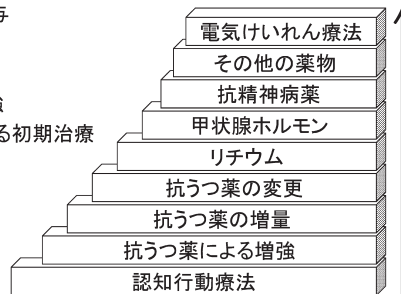 電気けいれん療法
その他の薬物
抗精神病薬
甲状腺ホルモン
る初期治療
リチウム
抗うつ薬の変更
抗うつ薬の増量
抗うつ薬による増強
認知行動療法